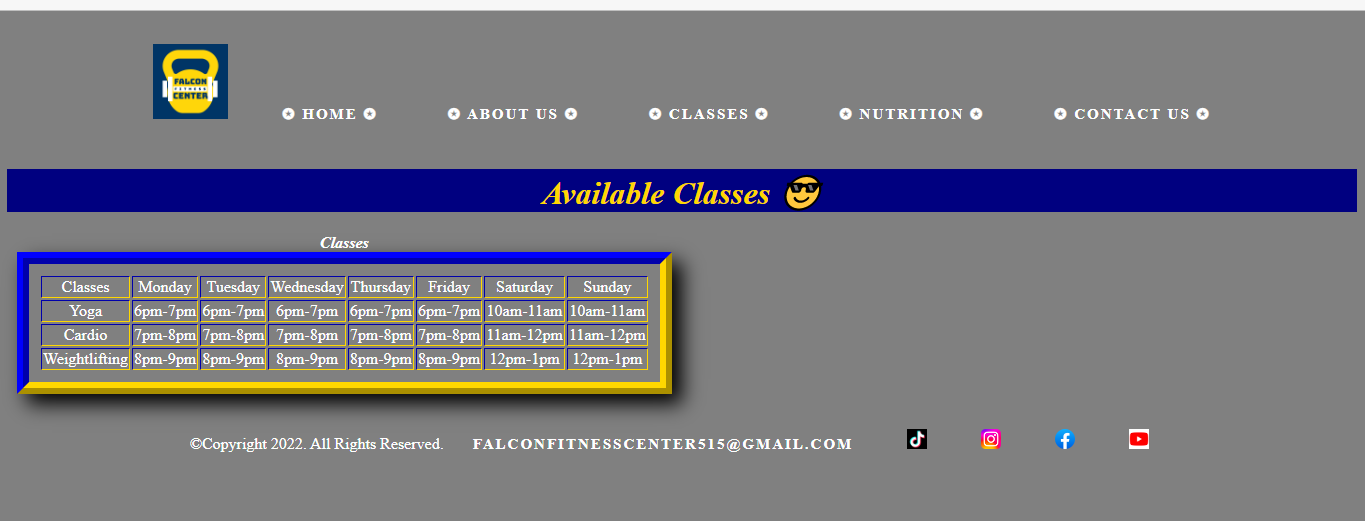 FALCON
FITNESS
CENTER
✪ HOME ✪ ✪ ABOUT US ✪ ✪ CLASSES ✪ ✪ NUTRITION ✪ ✪ CONTACT US ✪
Available Classes 😎
Classes
Classes Monday Tuesday Wednesday Thursday Friday Saturday Sunday
Yoga 6pm-7pm 6pm-7pm 6pm-7pm 6pm-7pm 6pm-7pm 10am-11am 10am-11am
Cardio 7pm-8pm 7pm-8pm 7pm-8pm 7pm-8pm 7pm-8pm 11am-12pm 11am-12pm
Weightlifting 8pm-9pm 8pm-9pm 8pm-9pm 8pm-9pm 8pm-9pm 12pm-1pm 12pm-1pm
©Copyright 2022. All Rights Reserved. FALCONFITNESSCENTER515@GMAIL.COM